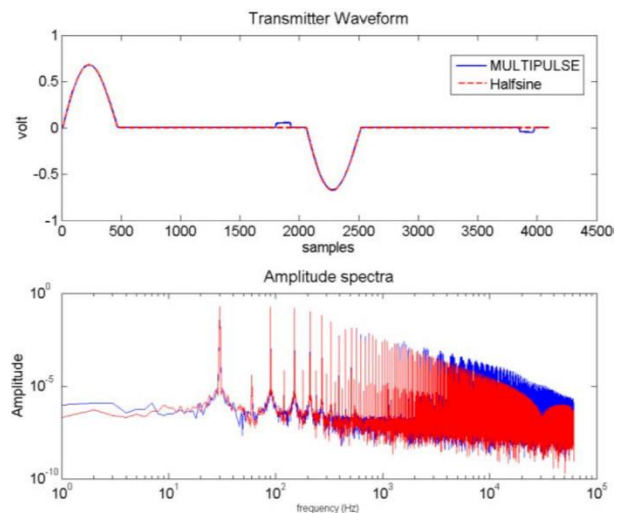 Transmitter Waveform
1
0.5
0
-0.5
-1
volt
MULTIPULSE
Halfsine
0 500 1000 1500 2000 2500 3000 3500 4000 4500
samples
Amplitude spectra
10^0
10^-5
10^-10
Amplitude
10^0 10^1 10^2 10^3 10^4 10^5
frequency (Hz)